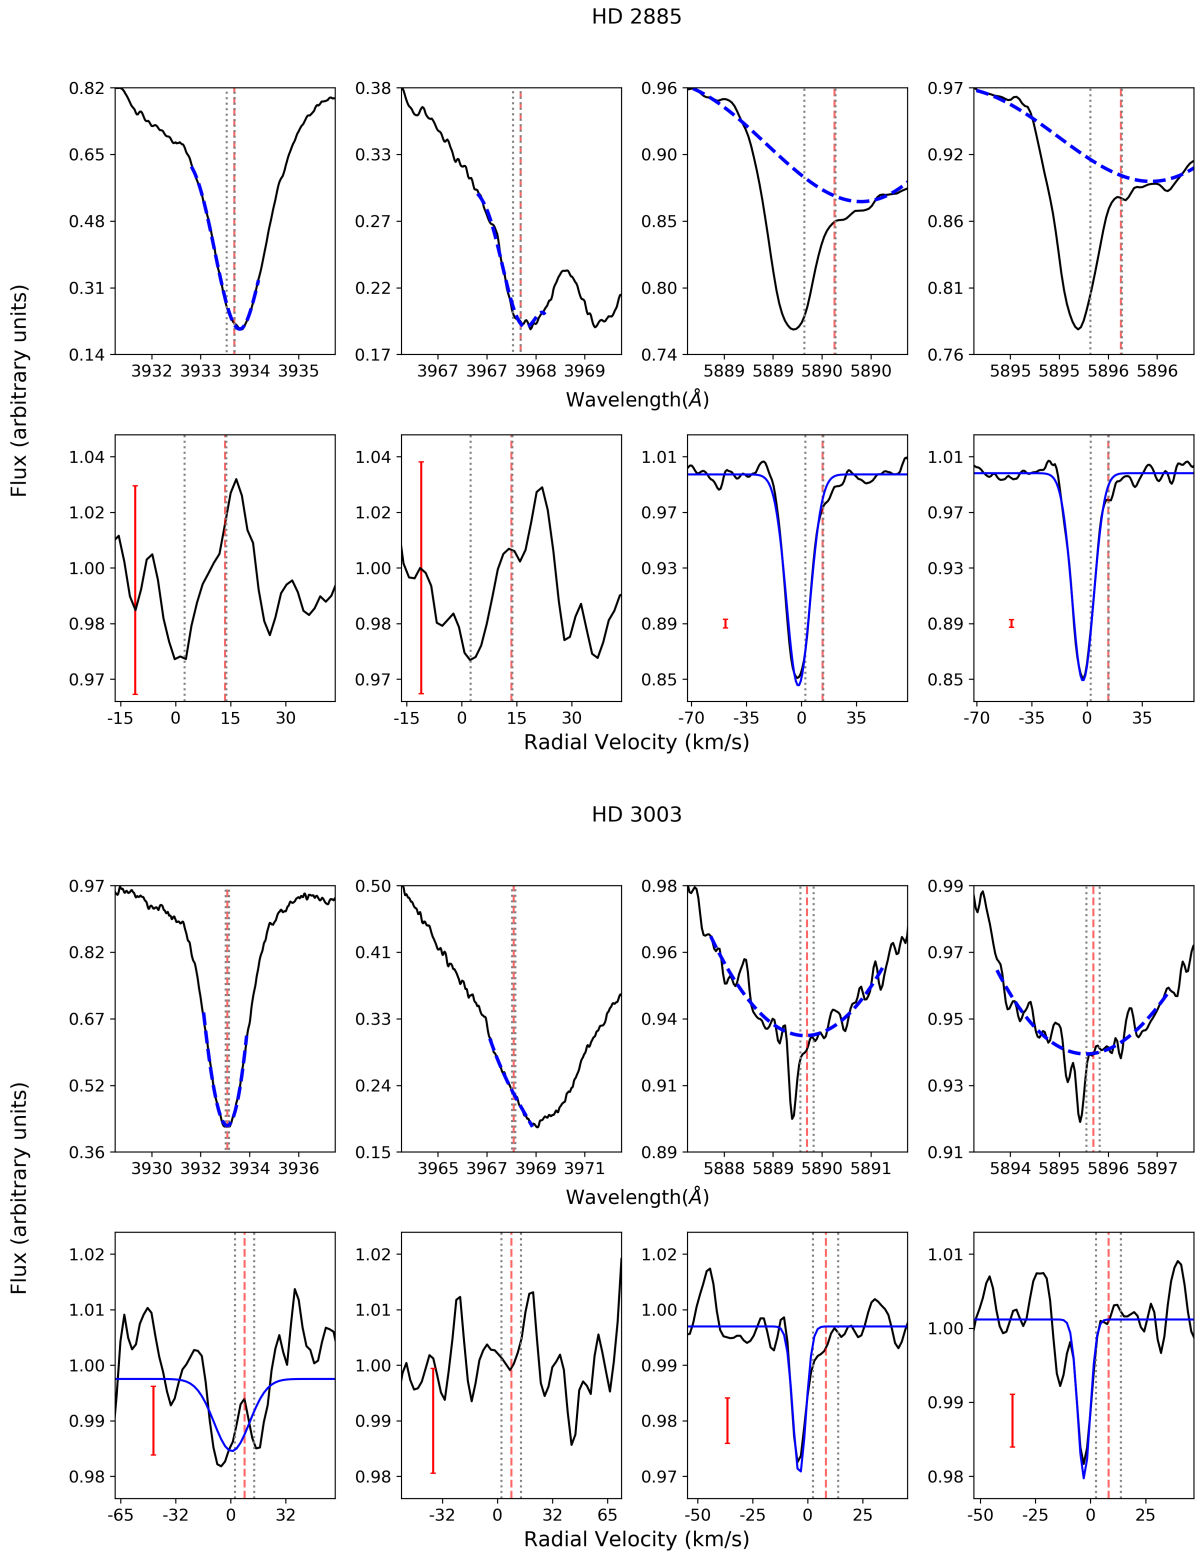 HD 2885
0.82 0.38 0.96 0.97
0.65 0.33 0.90 0.92
0.48 0.27 0.85 0.86
0.31 0.22 0.80 0.81
0.14 0.17 0.74 0.76
3932 3933 3934 3935 3967 3967 3968 3969 5889 5889 5890 5890 5895 5895 5896 5896
Wavelength(Å)
Flux (arbitrary units)
1.04 1.04 1.01 1.01
1.02 1.02 0.97 0.97
1.00 1.00 0.93 0.93
0.98 0.98 0.89 0.89
0.97 0.97 0.85 0.85
-15 0 15 30 -15 0 15 30 -70 -35 0 35 -70 -35 0 35
Radial Velocity (km/s)
HD 3003
0.97 0.50 0.98 0.99
0.82 0.41 0.96 0.97
0.67 0.33 0.94 0.95
0.52 0.24 0.91 0.93
0.36 0.15 0.89 0.91
3930 3932 3934 3936 3965 3967 3969 3971 5888 5889 5890 5891 5894 5895 5896 5897
Wavelength(Å)
Flux (arbitrary units)
1.02 1.02 1.02 1.01
1.01 1.01 1.00 1.00
1.00 1.00 0.99 0.99
0.99 0.99 0.98 0.98
0.98 0.98 0.97
-65 -32 0 32 -32 0 32 65 -50 -25 0 25 -50 -25 0 25
Radial Velocity (km/s)